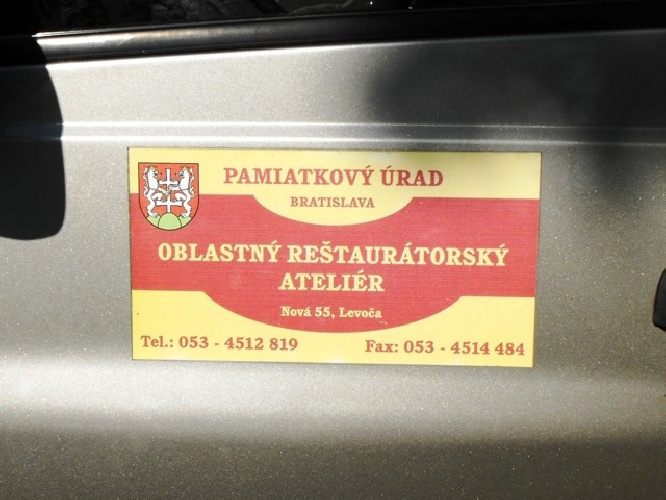 PAMIATKOVÝ ÚRAD
BRATISLAVA
OBLASTNÝ REŠTAURÁTORSKÝ
ATELIÉR
Nová 55, Levoča
Tel.: 053 - 4512 819 Fax: 053 - 4514 484